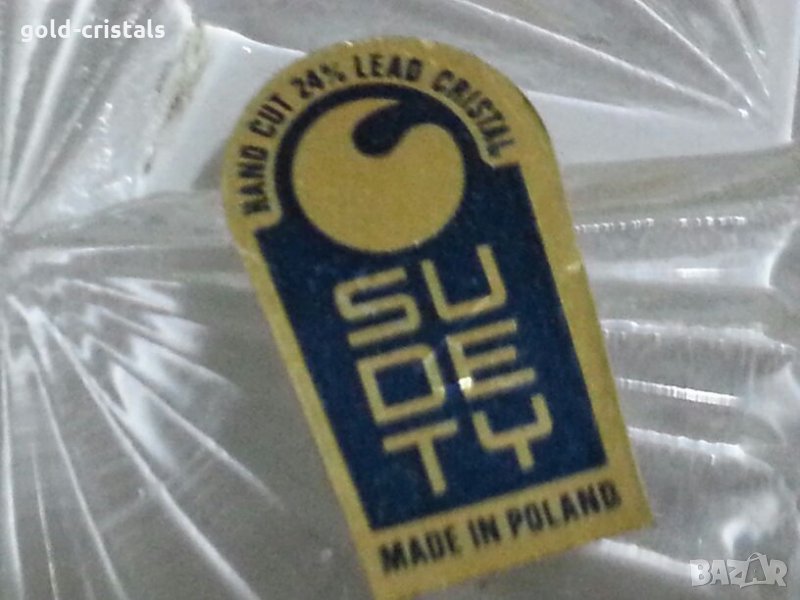 gold-cristals
HAND CUT 24% LEAD CRISTAL
SU
DE
TY
MADE IN POLAND
BAZAR